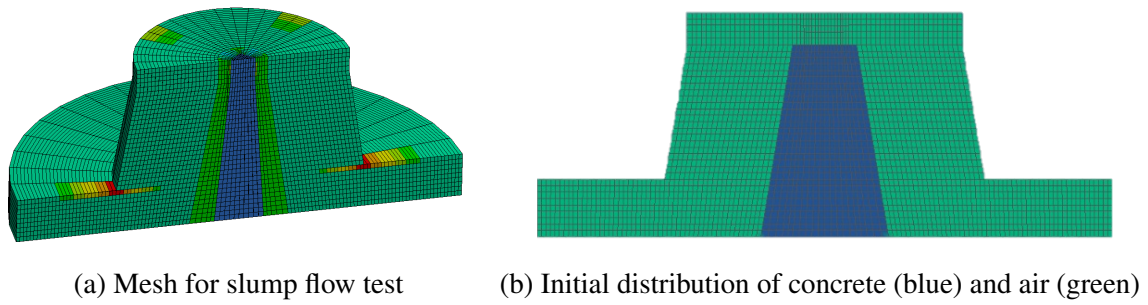 (a) Mesh for slump flow test
(b) Initial distribution of concrete (blue) and air (green)